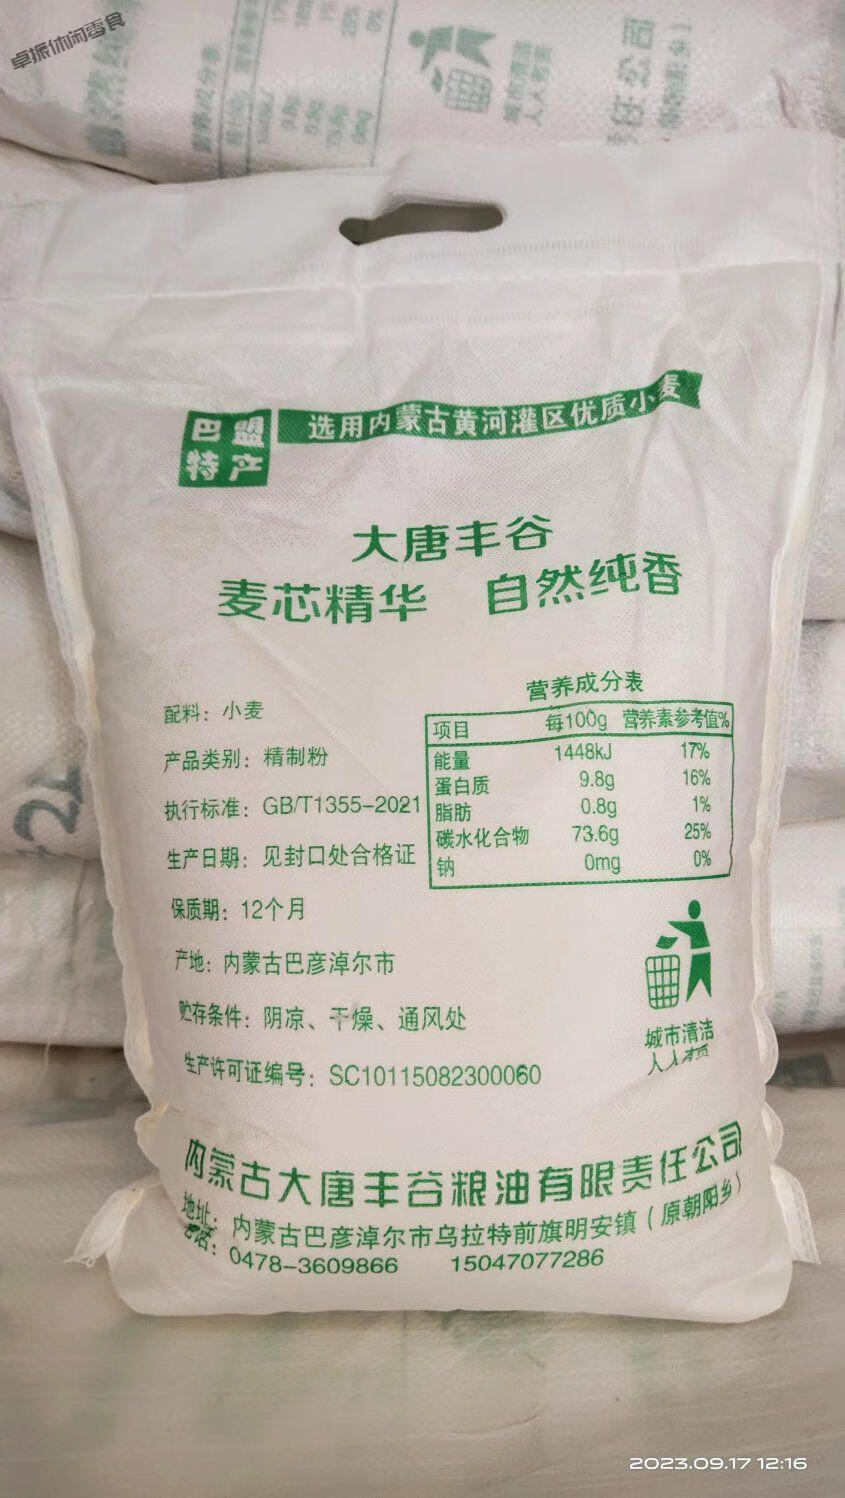 卓振休闲零食
城市清洁
巴盟
特产
选用内蒙古黄河灌区优质小麦
大唐丰谷
麦芯精华 自然纯香
配料：小麦
产品类别：精制粉
执行标准：GB/T1355-2021
生产日期：见封口处合格证
保质期：12个月
产地：内蒙古巴彦淖尔市
贮存条件：阴凉、干燥、通风处
生产许可证编号：SC10115082300060
营养成分表
项目 每100g 营养素参考值%
能量 1448kJ 17%
蛋白质 9.8g 16%
脂肪 0.8g 1%
碳水化合物 73.6g 25%
钠 0mg 0%
城市清洁
人人有责
内蒙古大唐丰谷粮油有限责任公司
地址：内蒙古巴彦淖尔市乌拉特前旗明安镇（原朝阳乡）
电话：0478-3609866 15047077286
2023.09.17 12:16